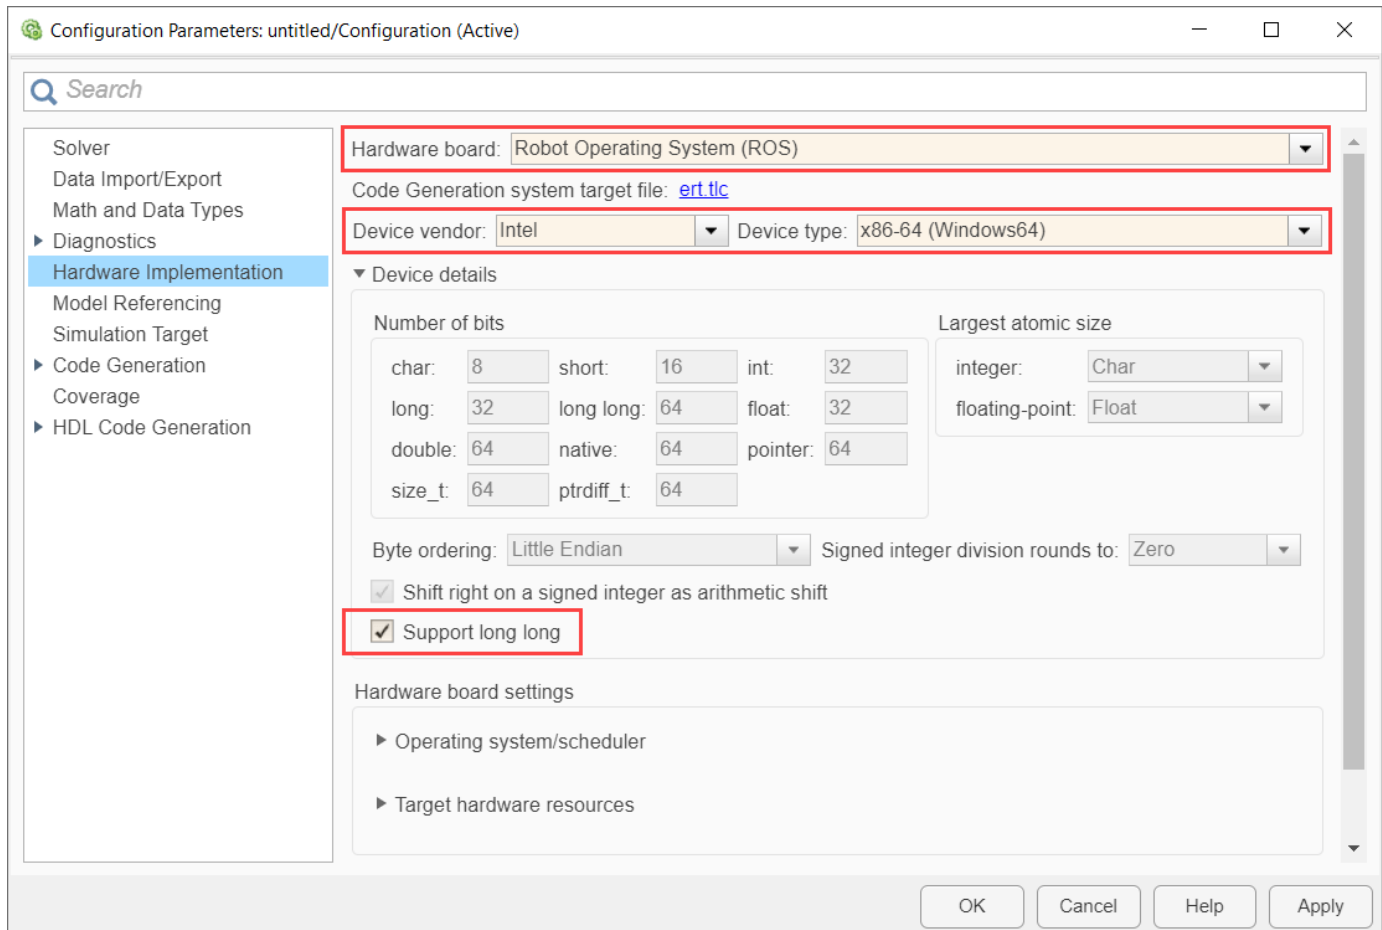 Configuration Parameters: untitled/Configuration (Active)
Search
Solver
Data Import/Export
Math and Data Types
Diagnostics
Hardware Implementation
Model Referencing
Simulation Target
Code Generation
Coverage
HDL Code Generation
Hardware board: Robot Operating System (ROS)
Code Generation system target file: ert.tlc
Device vendor: Intel Device type: x86-64 (Windows64)
Device details
Number of bits
char: 8 short: 16 int: 32
long: 32 long long: 64 float: 32
double: 64 native: 64 pointer: 64
size_t: 64 ptrdiff_t: 64
Largest atomic size
integer: Char
floating-point: Float
Byte ordering: Little Endian Signed integer division rounds to: Zero
Shift right on a signed integer as arithmetic shift
Support long long
Hardware board settings
Operating system/scheduler
Target hardware resources
OK Cancel Help Apply